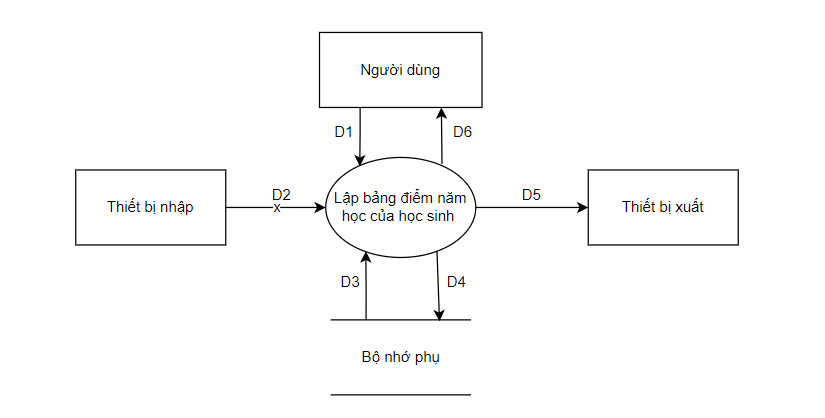 Người dùng
D1
D6
Thiết bị nhập
D2
x
Lập bảng điểm năm
học của học sinh
D5
Thiết bị xuất
D3
D4
Bộ nhớ phụ